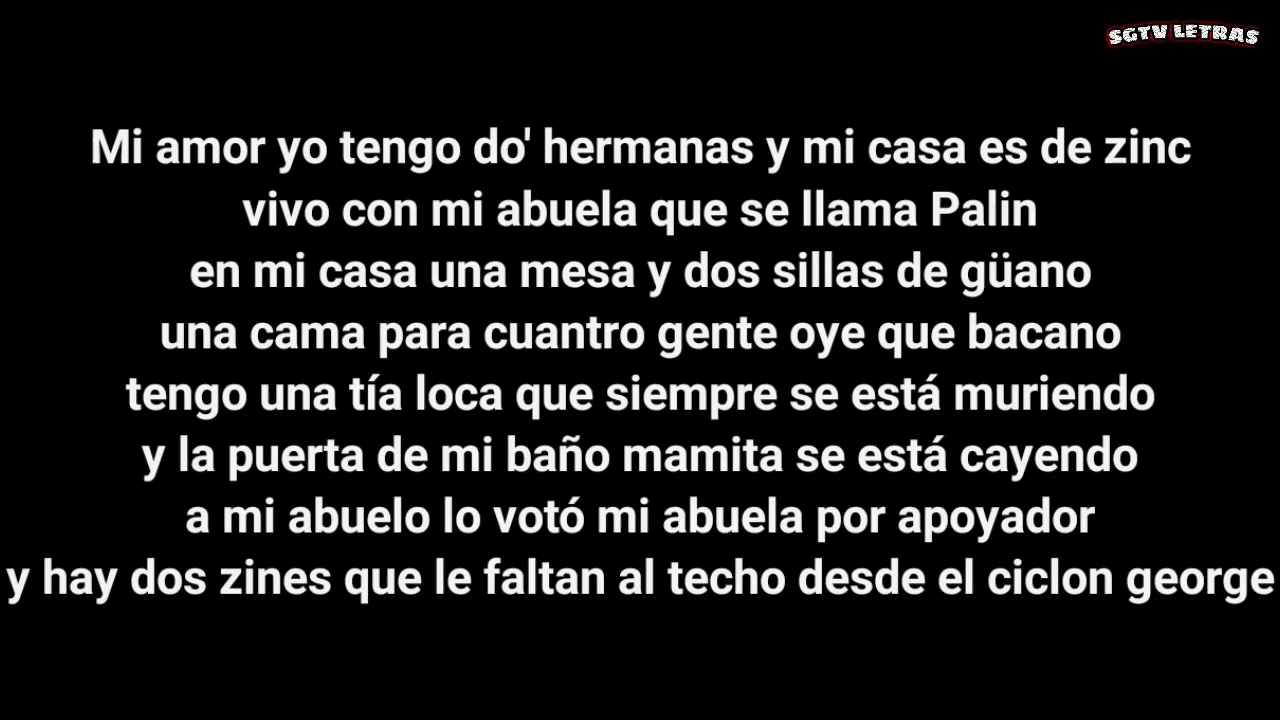 SGTV LETRAS
Mi amor yo tengo do' hermanas y mi casa es de zinc
vivo con mi abuela que se llama Palin
en mi casa una mesa y dos sillas de güano
una cama para cuantro gente oye que bacano
tengo una tía loca que siempre se está muriendo
y la puerta de mi baño mamita se está cayendo
a mi abuelo lo votó mi abuela por apoyador
y hay dos zines que le faltan al techo desde el ciclon george